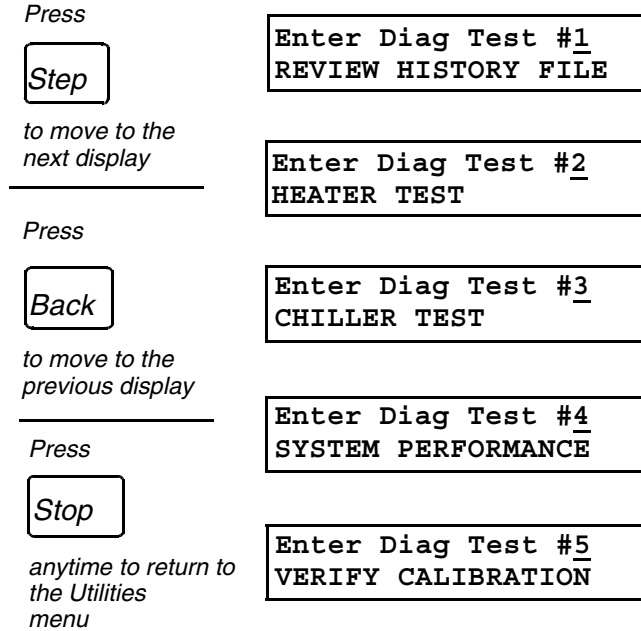 Press
Step
to move to the
next display
Press
Back
to move to the
previous display
Press
Stop
anytime to return to
the Utilities
menu
Enter Diag Test #1
REVIEW HISTORY FILE
Enter Diag Test #2
HEATER TEST
Enter Diag Test #3
CHILLER TEST
Enter Diag Test #4
SYSTEM PERFORMANCE
Enter Diag Test #5
VERIFY CALIBRATION